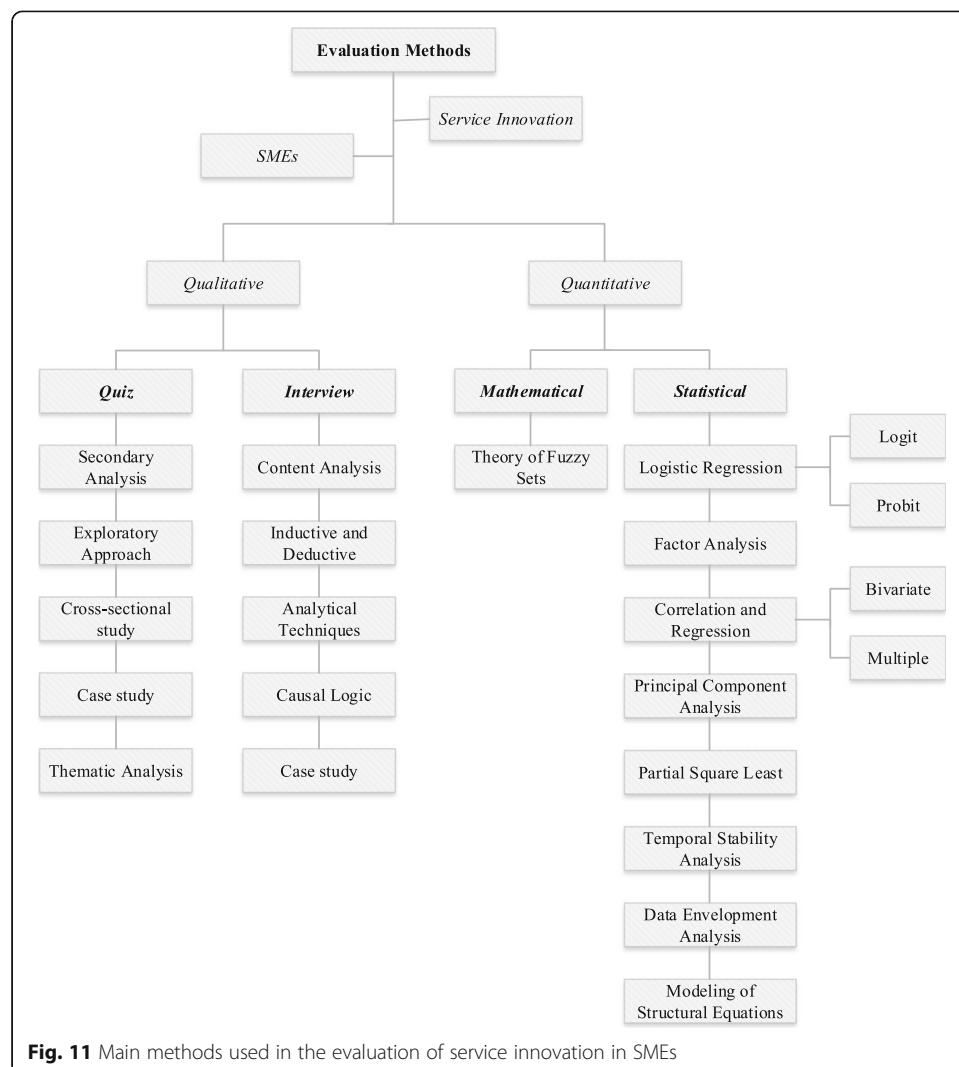 Evaluation Methods
Service Innovation
SMEs
Qualitative
Quantitative
Quiz
Interview
Mathematical
Statistical
Secondary
Analysis
Content Analysis
Theory of Fuzzy
Sets
Logistic Regression
Logit
Probit
Exploratory
Approach
Inductive and
Deductive
Factor Analysis
Cross-sectional
study
Analytical
Techniques
Correlation and
Regression
Bivariate
Multiple
Case study
Causal Logic
Principal Component
Analysis
Thematic Analysis
Case study
Partial Square Least
Temporal Stability
Analysis
Data Envelopment
Analysis
Modeling of
Structural Equations
Fig. 11 Main methods used in the evaluation of service innovation in SMEs